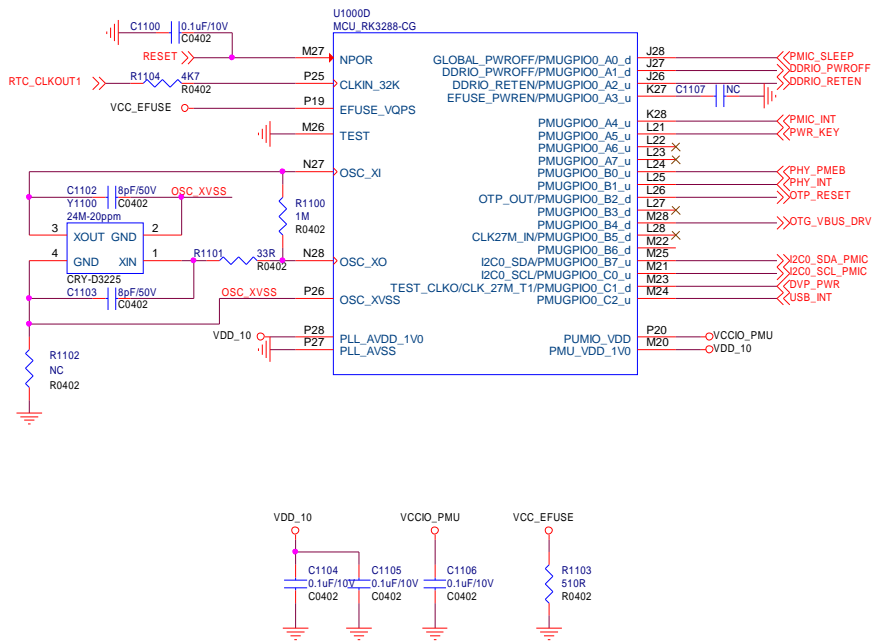 U1000D
MCU_RK3288-CG
C1100
0.1uF/10V
C0402
RESET
M27
NPOR
RTC_CLKOUT1
R1104
4K7
R0402
P25
CLKIN_32K
VCC_EFUSE
P19
EFUSE_VQPS
M26
TEST
N27
OSC_XI
C1102
8pF/50V
OSC_XVSS
Y1100
C0402
24M-20ppm
3
XOUT
GND
2
4
GND
XIN
1
CRY-D3225
R1100
1M
R0402
R1101
33R
R0402
N28
OSC_XO
C1103
8pF/50V
C0402
OSC_XVSS
P26
OSC_XVSS
R1102
NC
R0402
VDD_10
P28
PLL_AVDD_1V0
P27
PLL_AVSS
GLOBAL_PWROFF/PMUGPIO0_A0_d
J28
PMIC_SLEEP
DDRIO_PWROFF/PMUGPIO0_A1_d
J27
DDRIO_PWROFF
DDRIO_RETEN/PMUGPIO0_A2_u
J26
DDRIO_RETEN
EFUSE_PWREN/PMUGPIO0_A3_u
K27
C1107
NC
PMUGPIO0_A4_u
K28
PMIC_INT
PMUGPIO0_A5_u
L21
PWR_KEY
PMUGPIO0_A6_u
L22
PMUGPIO0_A7_u
L23
PMUGPIO0_B0_u
L24
PHY_PMEB
PMUGPIO0_B1_u
L25
PHY_INT
OTP_OUT/PMUGPIO0_B2_d
L26
OTP_RESET
PMUGPIO0_B3_d
L27
PMUGPIO0_B4_d
M28
OTG_VBUS_DRV
CLK27M_IN/PMUGPIO0_B5_d
L28
PMUGPIO0_B6_d
M22
I2C0_SDA/PMUGPIO0_B7_u
M25
I2C0_SDA_PMIC
I2C0_SCL/PMUGPIO0_C0_u
M21
I2C0_SCL_PMIC
TEST_CLKO/CLK_27M_T1/PMUGPIO0_C1_d
M23
DVP_PWR
PMUGPIO0_C2_u
M24
USB_INT
PUMIO_VDD
P20
VCCIO_PMU
PMU_VDD_1V0
M20
VDD_10
VDD_10
C1104
0.1uF/10V
C0402
C1105
0.1uF/10V
C0402
VCCIO_PMU
C1106
0.1uF/10V
C0402
VCC_EFUSE
R1103
510R
R0402